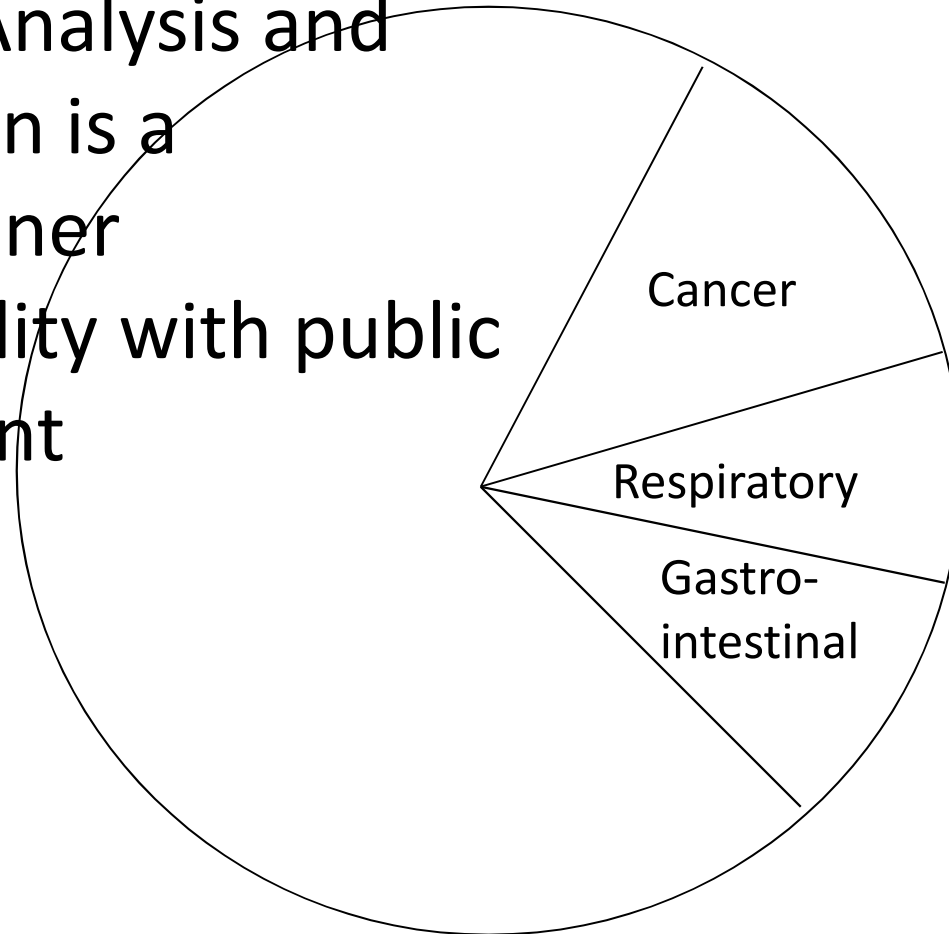 Analysis and
n is a
ner
lity with public
nt
Cancer
Respiratory
Gastro-
intestinal